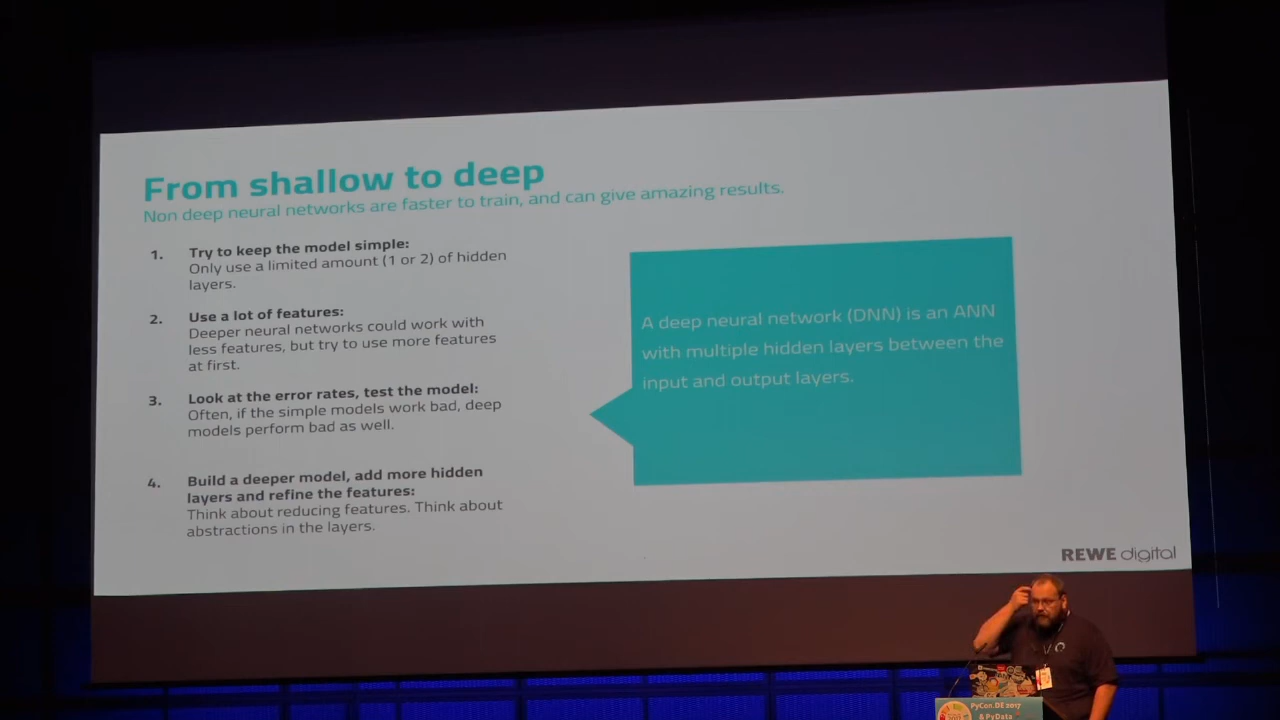 From shallow to deep
Non deep neural networks are faster to train, and can give amazing results.
1. Try to keep the model simple:
Only use a limited amount (1 or 2) of hidden
layers.
2. Use a lot of features:
Deeper neural networks could work with
less features, but try to use more features
at first.
3. Look at the error rates, test the model:
Often, if the simple models work bad, deep
models perform bad as well.
4. Build a deeper model, add more hidden
layers and refine the features:
Think about reducing features. Think about
abstractions in the layers.
A deep neural network (DNN) is an ANN
with multiple hidden layers between the
input and output layers.
REWE digital
PyCon.DE 2017
& PyData